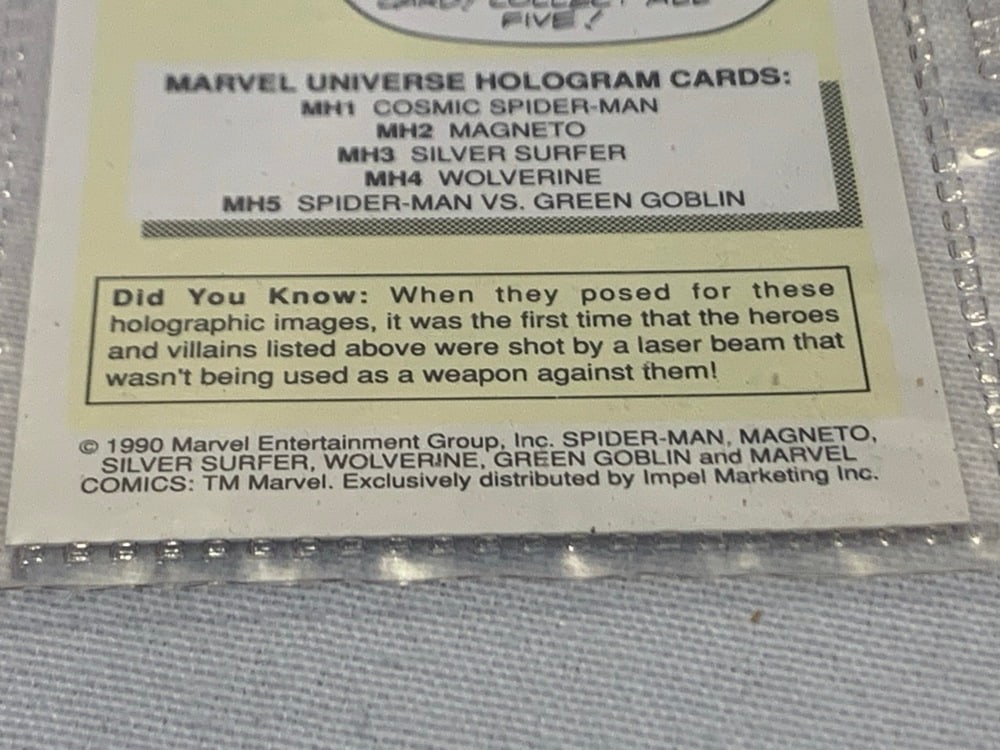 CARD! COLLECT ALL
FIVE!
MARVEL UNIVERSE HOLOGRAM CARDS:
MH1 COSMIC SPIDER-MAN
MH2 MAGNETO
MH3 SILVER SURFER
MH4 WOLVERINE
MH5 SPIDER-MAN VS. GREEN GOBLIN
Did You Know: When they posed for these
holographic images, it was the first time that the heroes
and villains listed above were shot by a laser beam that
wasn't being used as a weapon against them!
© 1990 Marvel Entertainment Group, Inc. SPIDER-MAN, MAGNETO,
SILVER SURFER, WOLVERINE, GREEN GOBLIN and MARVEL
COMICS: TM Marvel. Exclusively distributed by Impel Marketing Inc.